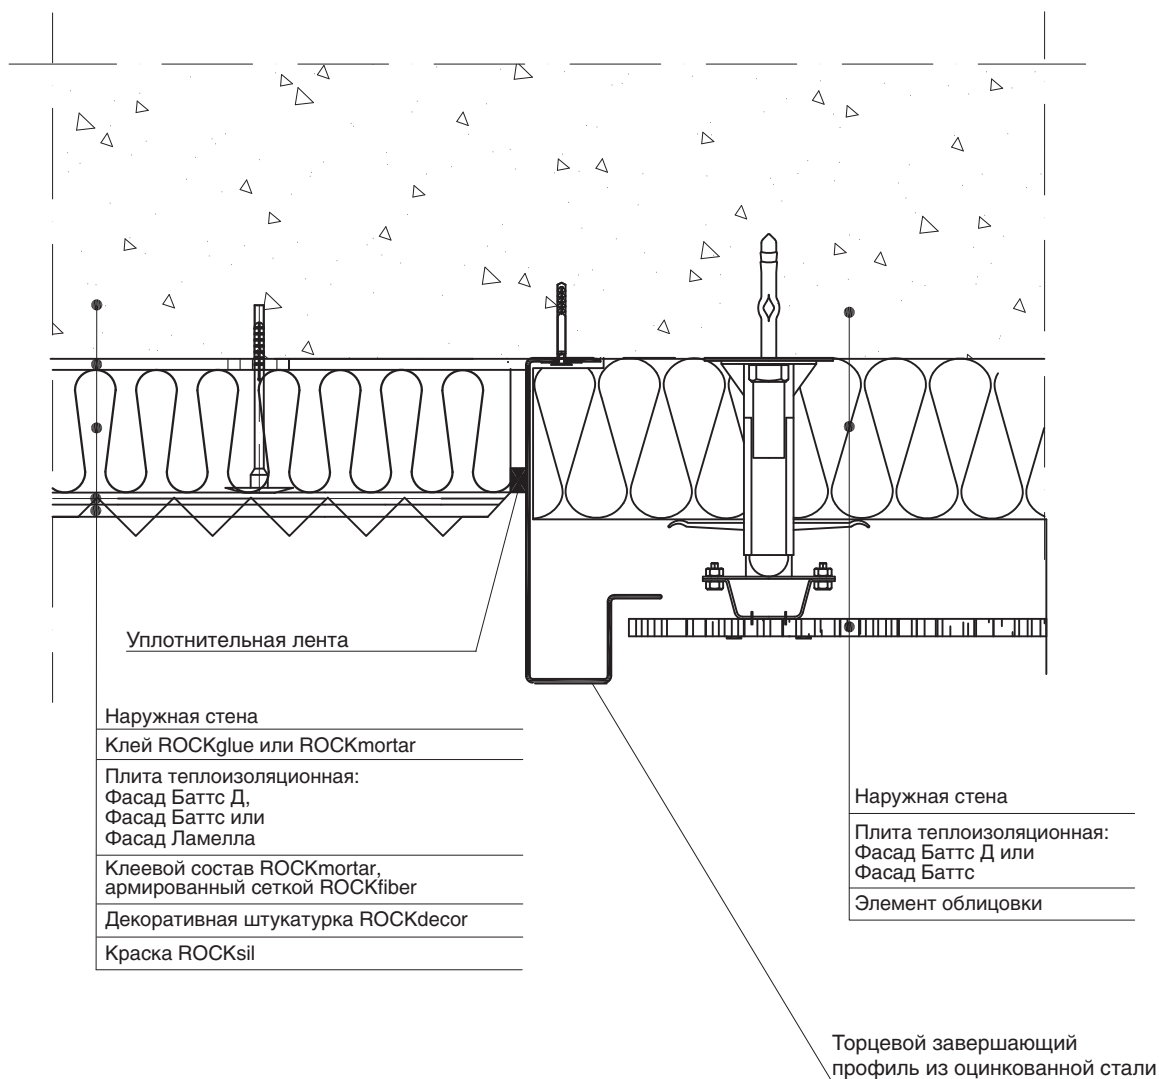 Уплотнительная лента
Наружная стена
Клей ROCKglue или ROCKmortar
Плита теплоизоляционная:
Фасад Баттс Д,
Фасад Баттс или
Фасад Ламелла
Клеевой состав ROCKmortar,
армированный сеткой ROCKfiber
Декоративная штукатурка ROCKdecor
Краска ROCKsil
Наружная стена
Плита теплоизоляционная:
Фасад Баттс Д или
Фасад Баттс
Элемент облицовки
Торцевой завершающий
профиль из оцинкованной стали